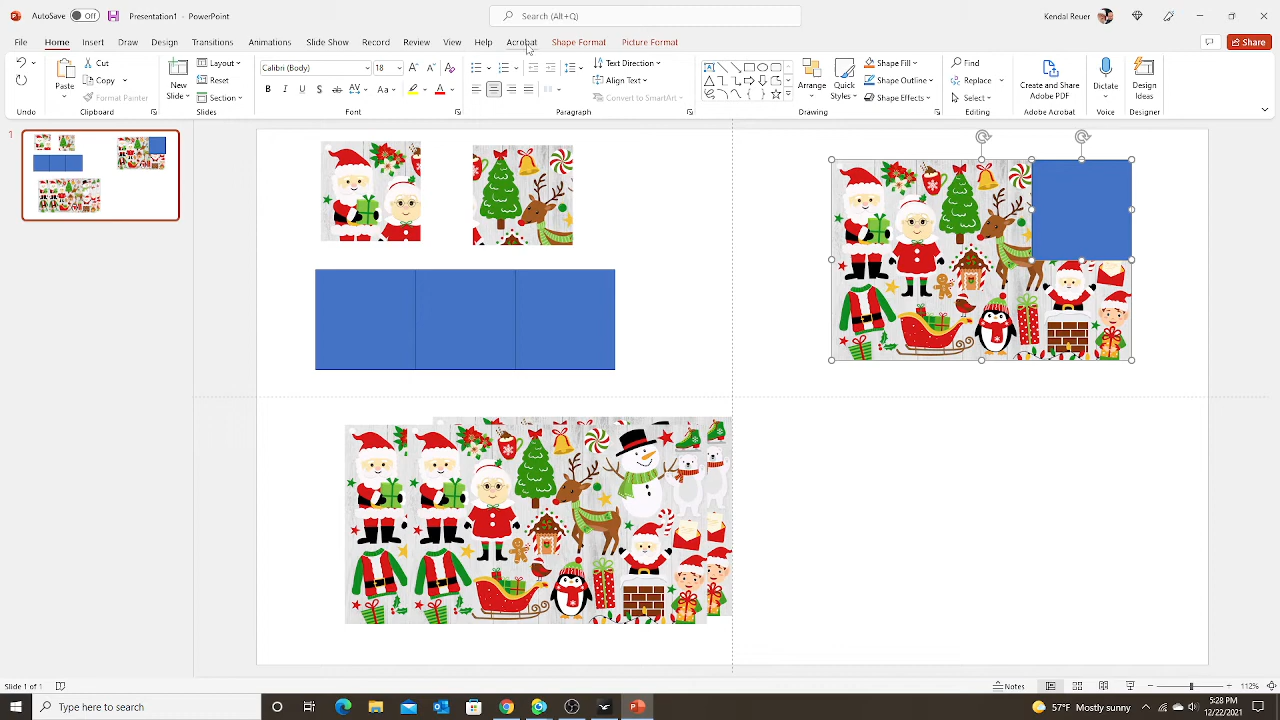 AutoSave Off Presentation1 - PowerPoint Search (Alt+Q) Kendal Reuer
Home Insert Draw Design Transitions Animations Slide Show Record Review View Help Shape Format Picture Format Share
Cut Layout Calibri (Body) 18 Text Direction Shape Fill Find
Copy Reset Align Text Shape Outline Replace
Paste Format Painter New Slide Section Convert to SmartArt Arrange Quick Styles Shape Effects Select Create and Share Adobe PDF Dictate Design Ideas
Undo Clipboard Slides Font Paragraph Drawing Editing Adobe Acrobat Voice Designer
1
Slide 1 of 1 Notes 112%
Type here to search 57°F Mostly sunny 5:28 PM
12/22/2021